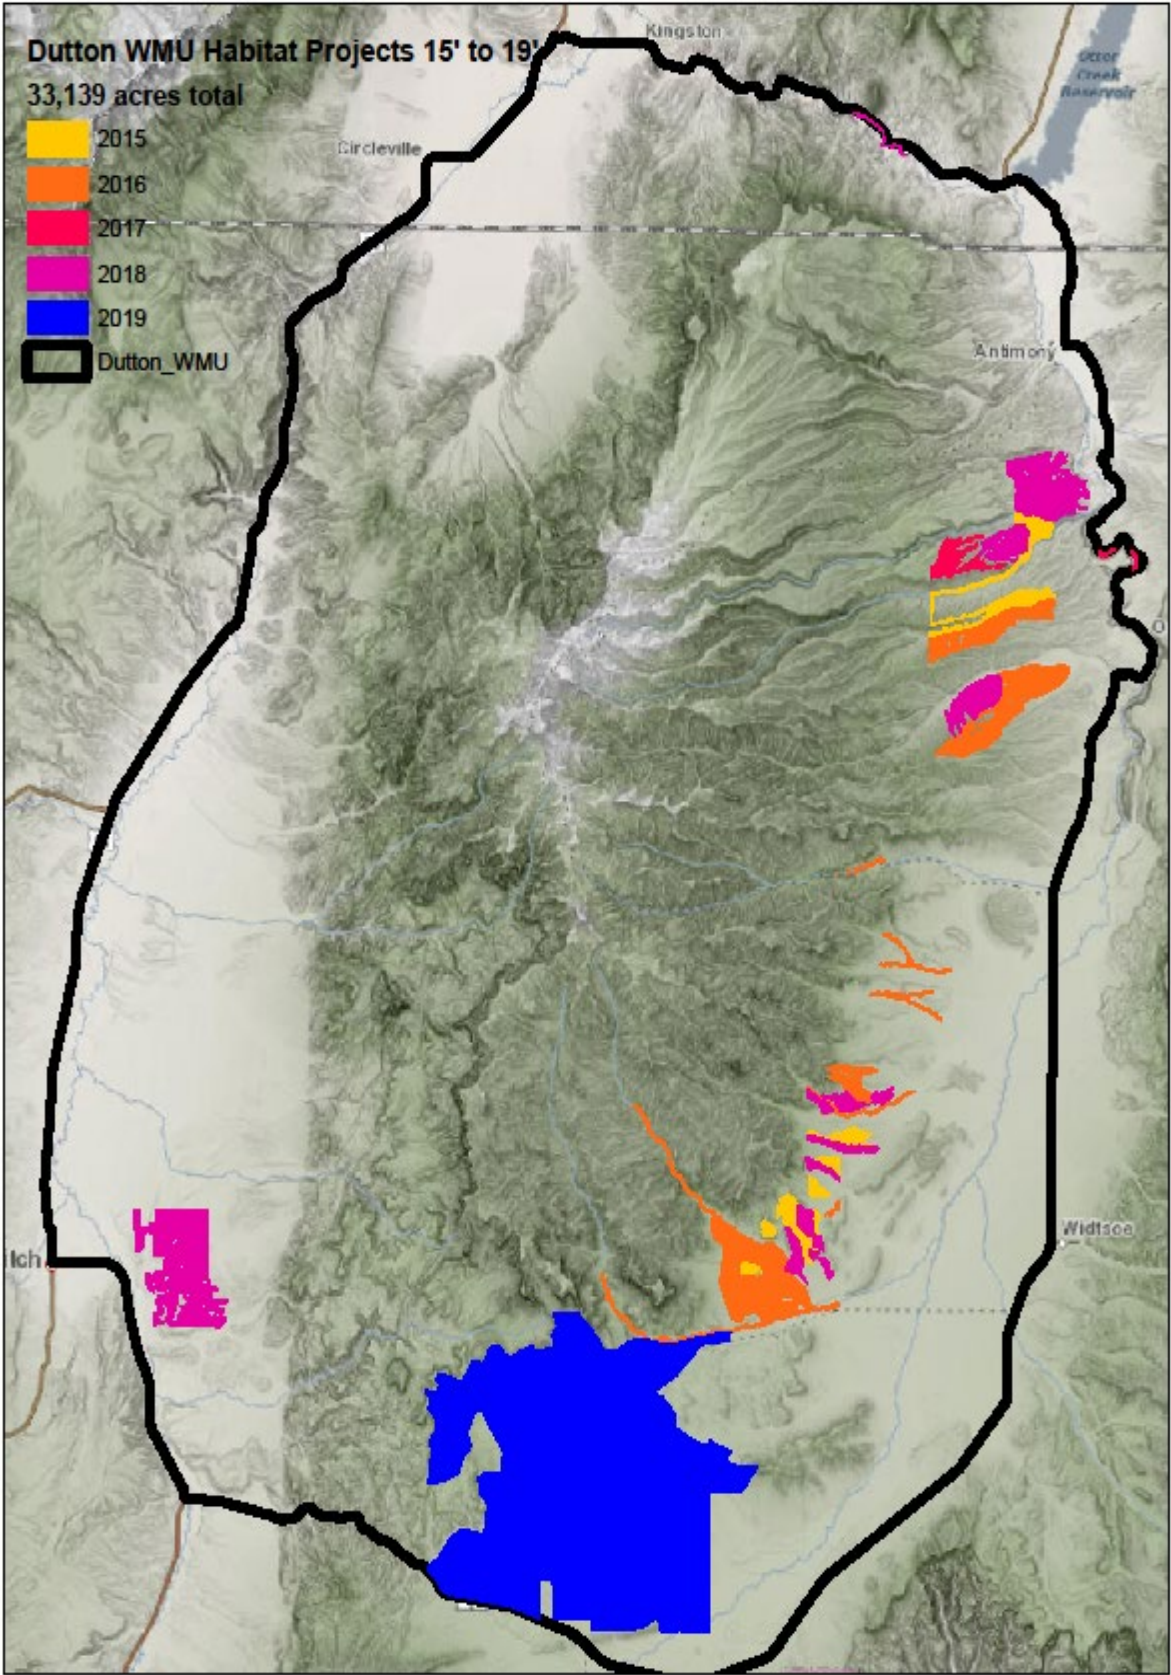 Kingston
Dutton WMU Habitat Projects 15' to 19'
33,139 acres total
Otter
Creek
Reservoir
2015
Circleville
2016
2017
2018
2019
Antimony
Dutton_WMU
O
Widtsoe
lch